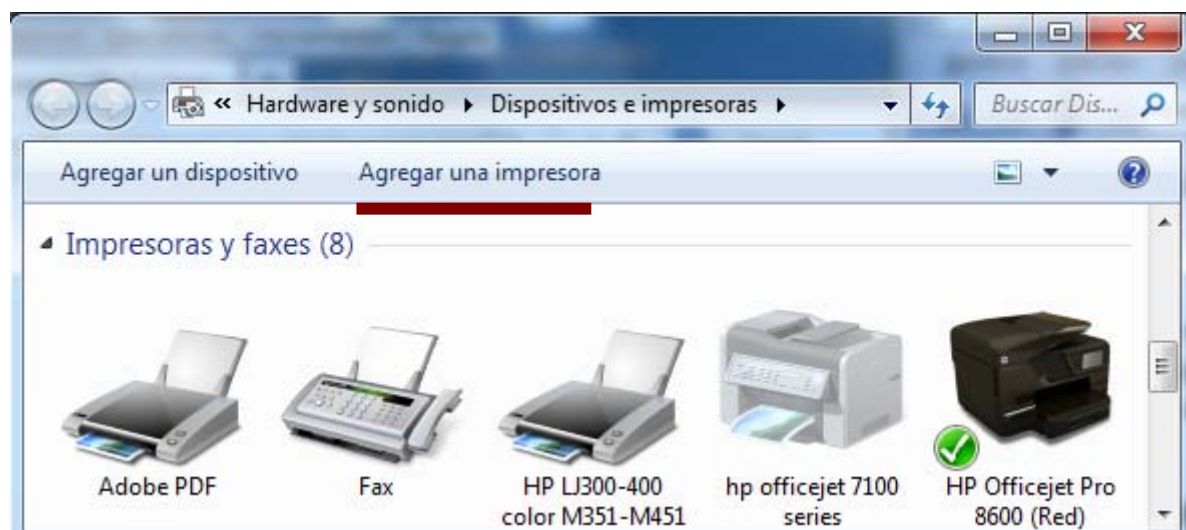 « Hardware y sonido ▸ Dispositivos e impresoras ▸ Buscar Dis...
Agregar un dispositivo Agregar una impresora
Impresoras y faxes (8)
Adobe PDF
Fax
HP LJ300-400
color M351-M451
hp officejet 7100
series
HP Officejet Pro
8600 (Red)